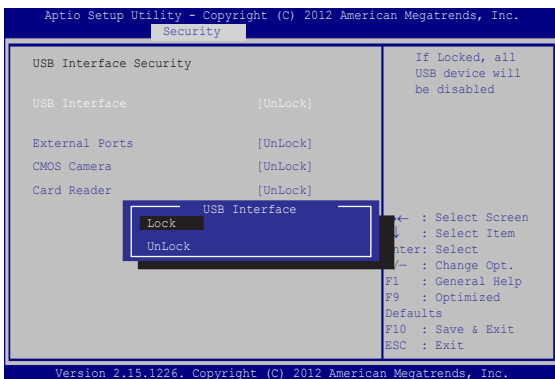 Aptio Setup Utility - Copyright (C) 2012 American Megatrends, Inc.
Security
USB Interface Security
USB Interface [UnLock]
External Ports [UnLock]
CMOS Camera [UnLock]
Card Reader [UnLock]
USB Interface
Lock
UnLock
If Locked, all
USB device will
be disabled
→← : Select Screen
↓ : Select Item
nter: Select
/— : Change Opt.
F1 : General Help
F9 : Optimized
Defaults
F10 : Save & Exit
ESC : Exit
Version 2.15.1226. Copyright (C) 2012 American Megatrends, Inc.